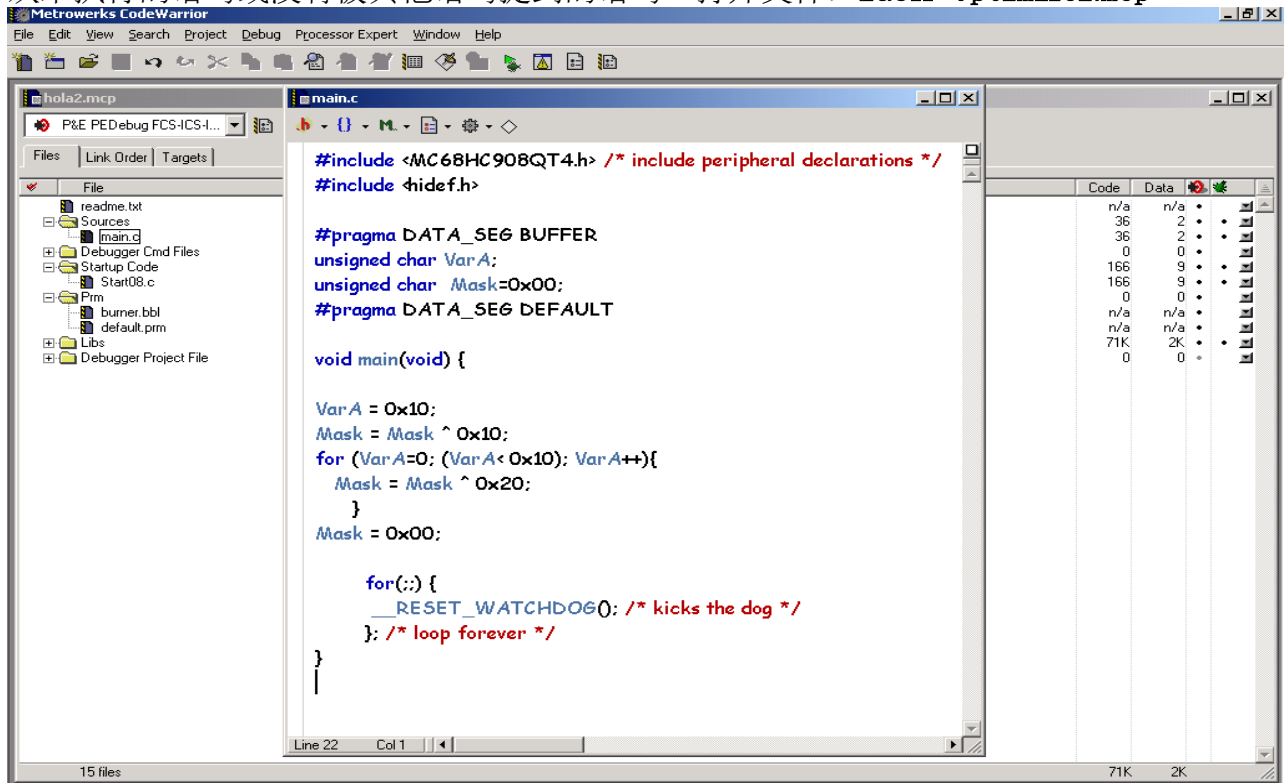 Metrowerks CodeWarrior
File Edit View Search Project Debug Processor Expert Window Help
hola2.mcp
main.c
P&E PEDebug FCS-ICS-I...
Files Link Order Targets
File
Code Data
readme.txt n/a n/a
Sources 36 2
main.c 36 2
Debugger Cmd Files 0 0
Startup Code 166 9
Start08.c 166 9
Prm 0 0
burner.bbl n/a n/a
default.prm n/a n/a
Libs 71K 2K
Debugger Project File 0 0
#include <MC68HC908QT4.h> /* include peripheral declarations */
#include <hidef.h>
#pragma DATA_SEG BUFFER
unsigned char VarA;
unsigned char Mask=0x00;
#pragma DATA_SEG DEFAULT
void main(void) {
VarA = 0x10;
Mask = Mask ^ 0x10;
for (VarA=0; (VarA< 0x10); VarA++){
Mask = Mask ^ 0x20;
}
Mask = 0x00;
for(;;) {
__RESET_WATCHDOG(); /* kicks the dog */
}; /* loop forever */
}
Line 22 Col 1
15 files 71K 2K